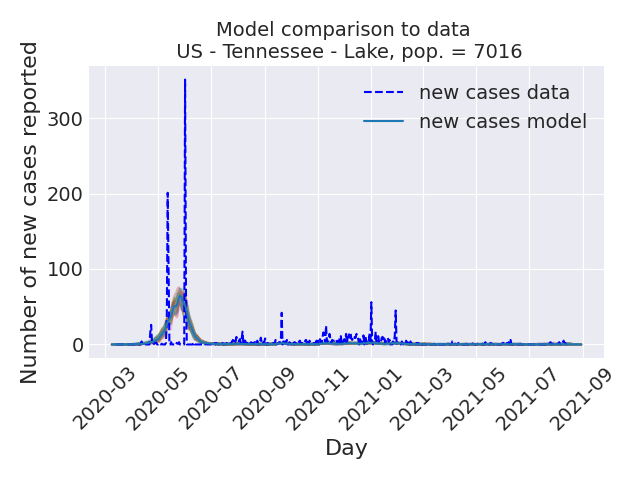 Model comparison to data
US - Tennessee - Lake, pop. = 7016
Number of new cases reported
300
200
100
0
new cases data
new cases model
2020-03
2020-05
2020-07
2020-09
2020-11
2021-01
2021-03
2021-05
2021-07
2021-09
Day